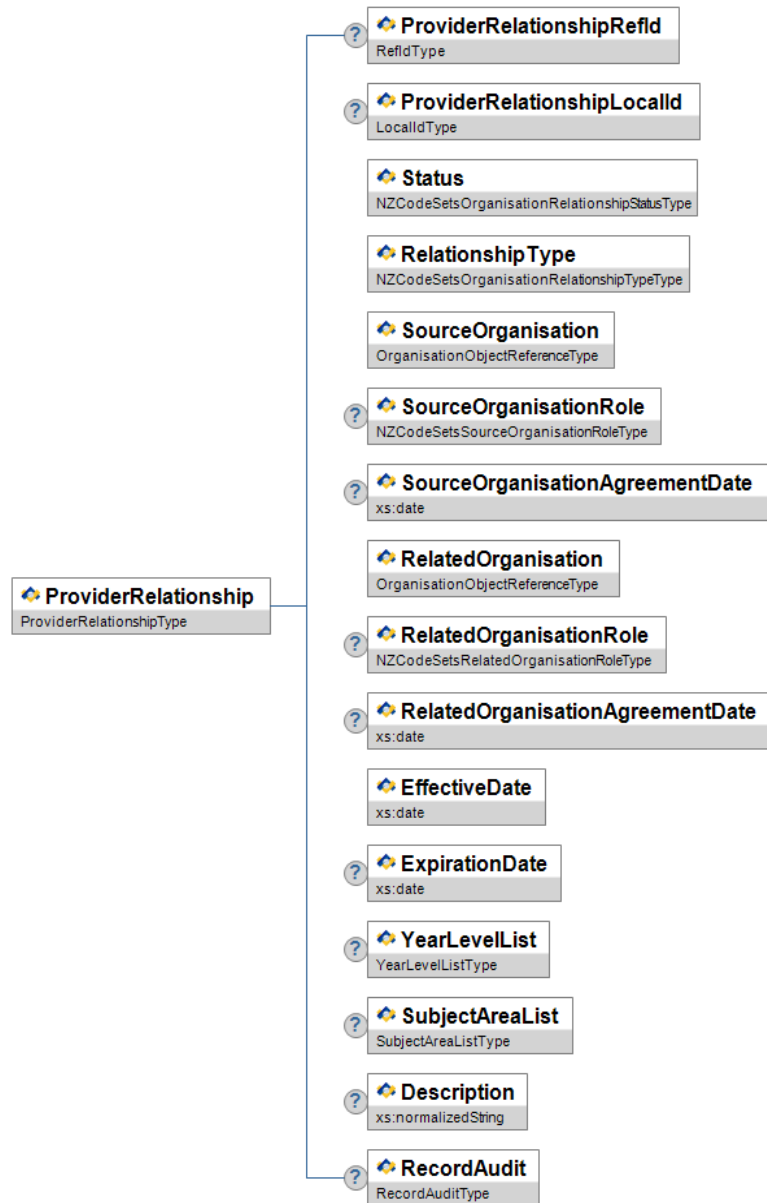 ?
ProviderRelationshipRefId
RefIdType
?
ProviderRelationshipLocalId
LocalIdType
Status
NZCodeSetsOrganisationRelationshipStatusType
RelationshipType
NZCodeSetsOrganisationRelationshipTypeType
SourceOrganisation
OrganisationObjectReferenceType
?
SourceOrganisationRole
NZCodeSetsSourceOrganisationRoleType
?
SourceOrganisationAgreementDate
xs:date
RelatedOrganisation
OrganisationObjectReferenceType
ProviderRelationship
ProviderRelationshipType
?
RelatedOrganisationRole
NZCodeSetsRelatedOrganisationRoleType
?
RelatedOrganisationAgreementDate
xs:date
EffectiveDate
xs:date
?
ExpirationDate
xs:date
?
YearLevelList
YearLevelListType
?
SubjectAreaList
SubjectAreaListType
?
Description
xs:normalizedString
?
RecordAudit
RecordAuditType